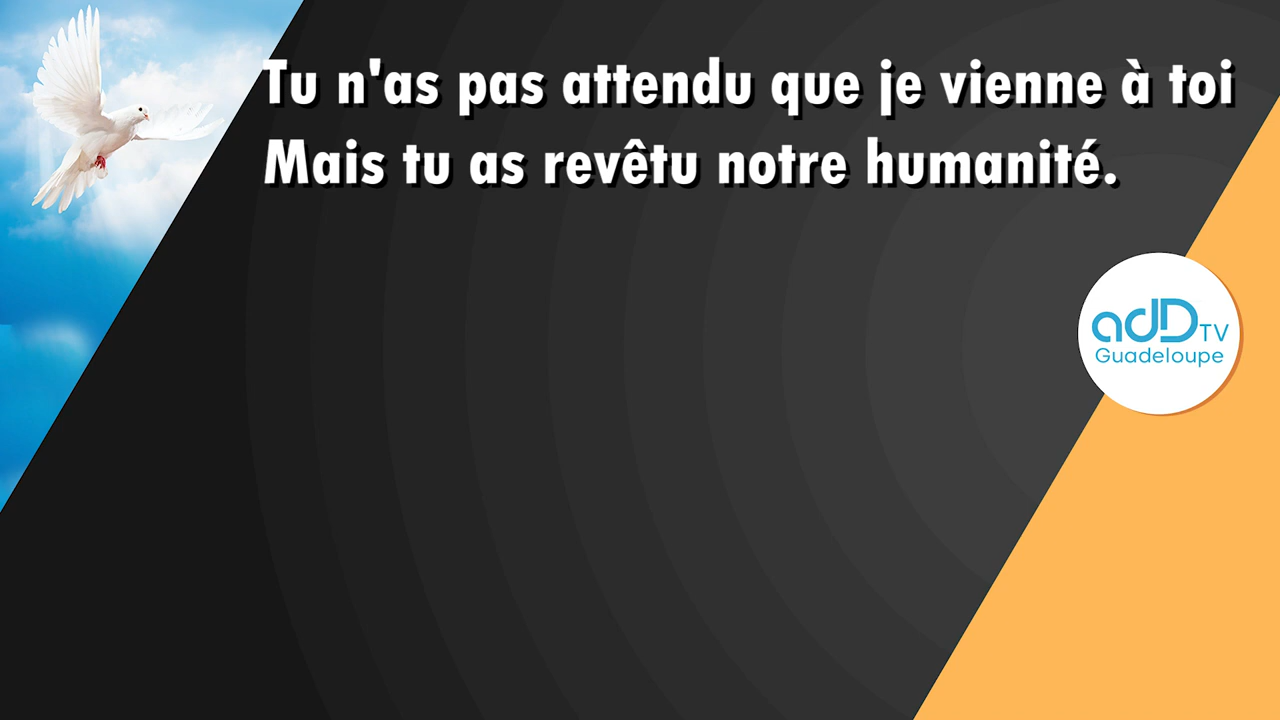 Tu n'as pas attendu que je vienne à toi
Mais tu as revêtu notre humanité.
adD TV
Guadeloupe